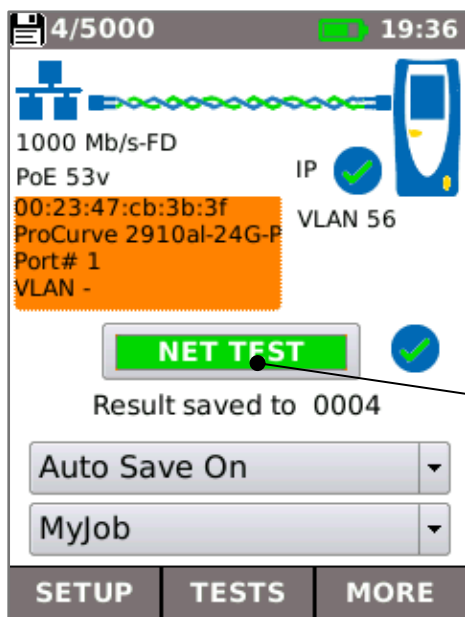 4/5000 19:36
1000 Mb/s-FD
PoE 53v
IP
00:23:47:cb:3b:3f
ProCurve 2910al-24G-P
Port# 1
VLAN -
VLAN 56
NET TEST
Result saved to 0004
Auto Save On
MyJob
SETUP TESTS MORE